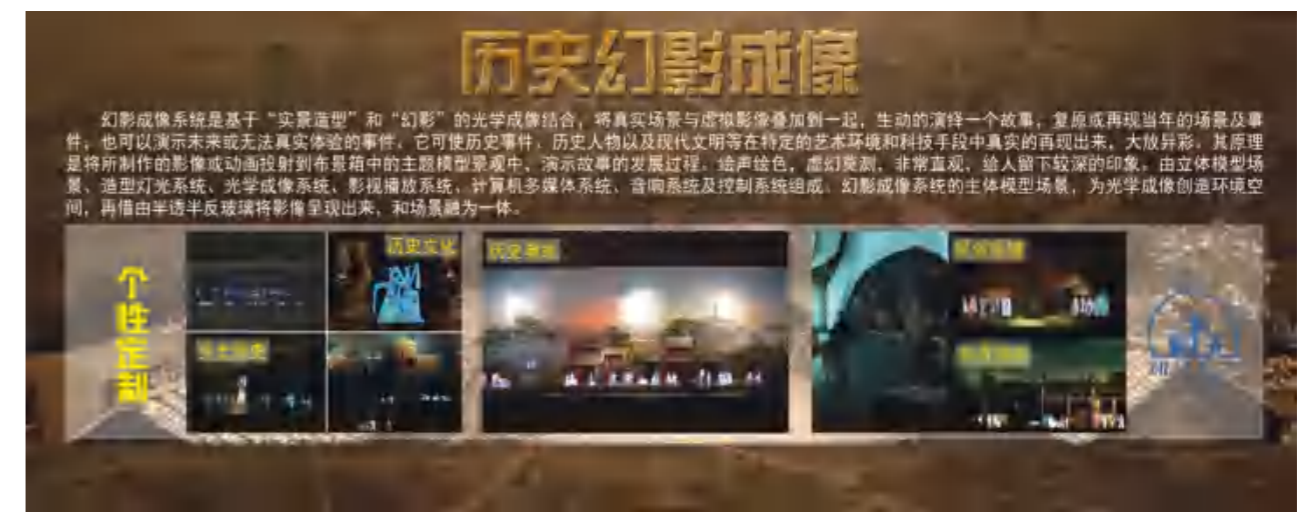 历史幻影成像
幻影成像系统是基于“实景造型”和“幻影”的光学成像结合，将真实场景与虚拟影像叠加到一起，生动的演绎一个故事，复原或再现当年的场景及事
件，也可以演示未来或无法真实体验的事件。它可使历史事件、历史人物以及现代文明等在特定的艺术环境和科技手段中真实的再现出来，大放异彩。其原理
是将所制作的影像或动画投射到布景箱中的主题模型景观中，演示故事的发展过程，绘声绘色，虚幻莫测，非常直观，给人留下较深的印象。由立体模型场
景、造型灯光系统、光学成像系统、影视播放系统、计算机多媒体系统、音响系统及控制系统组成。幻影成像系统的主体模型场景，为光学成像创造环境空
间，再借由半透半反玻璃将影像呈现出来，和场景融为一体。
个性定制
历史文化